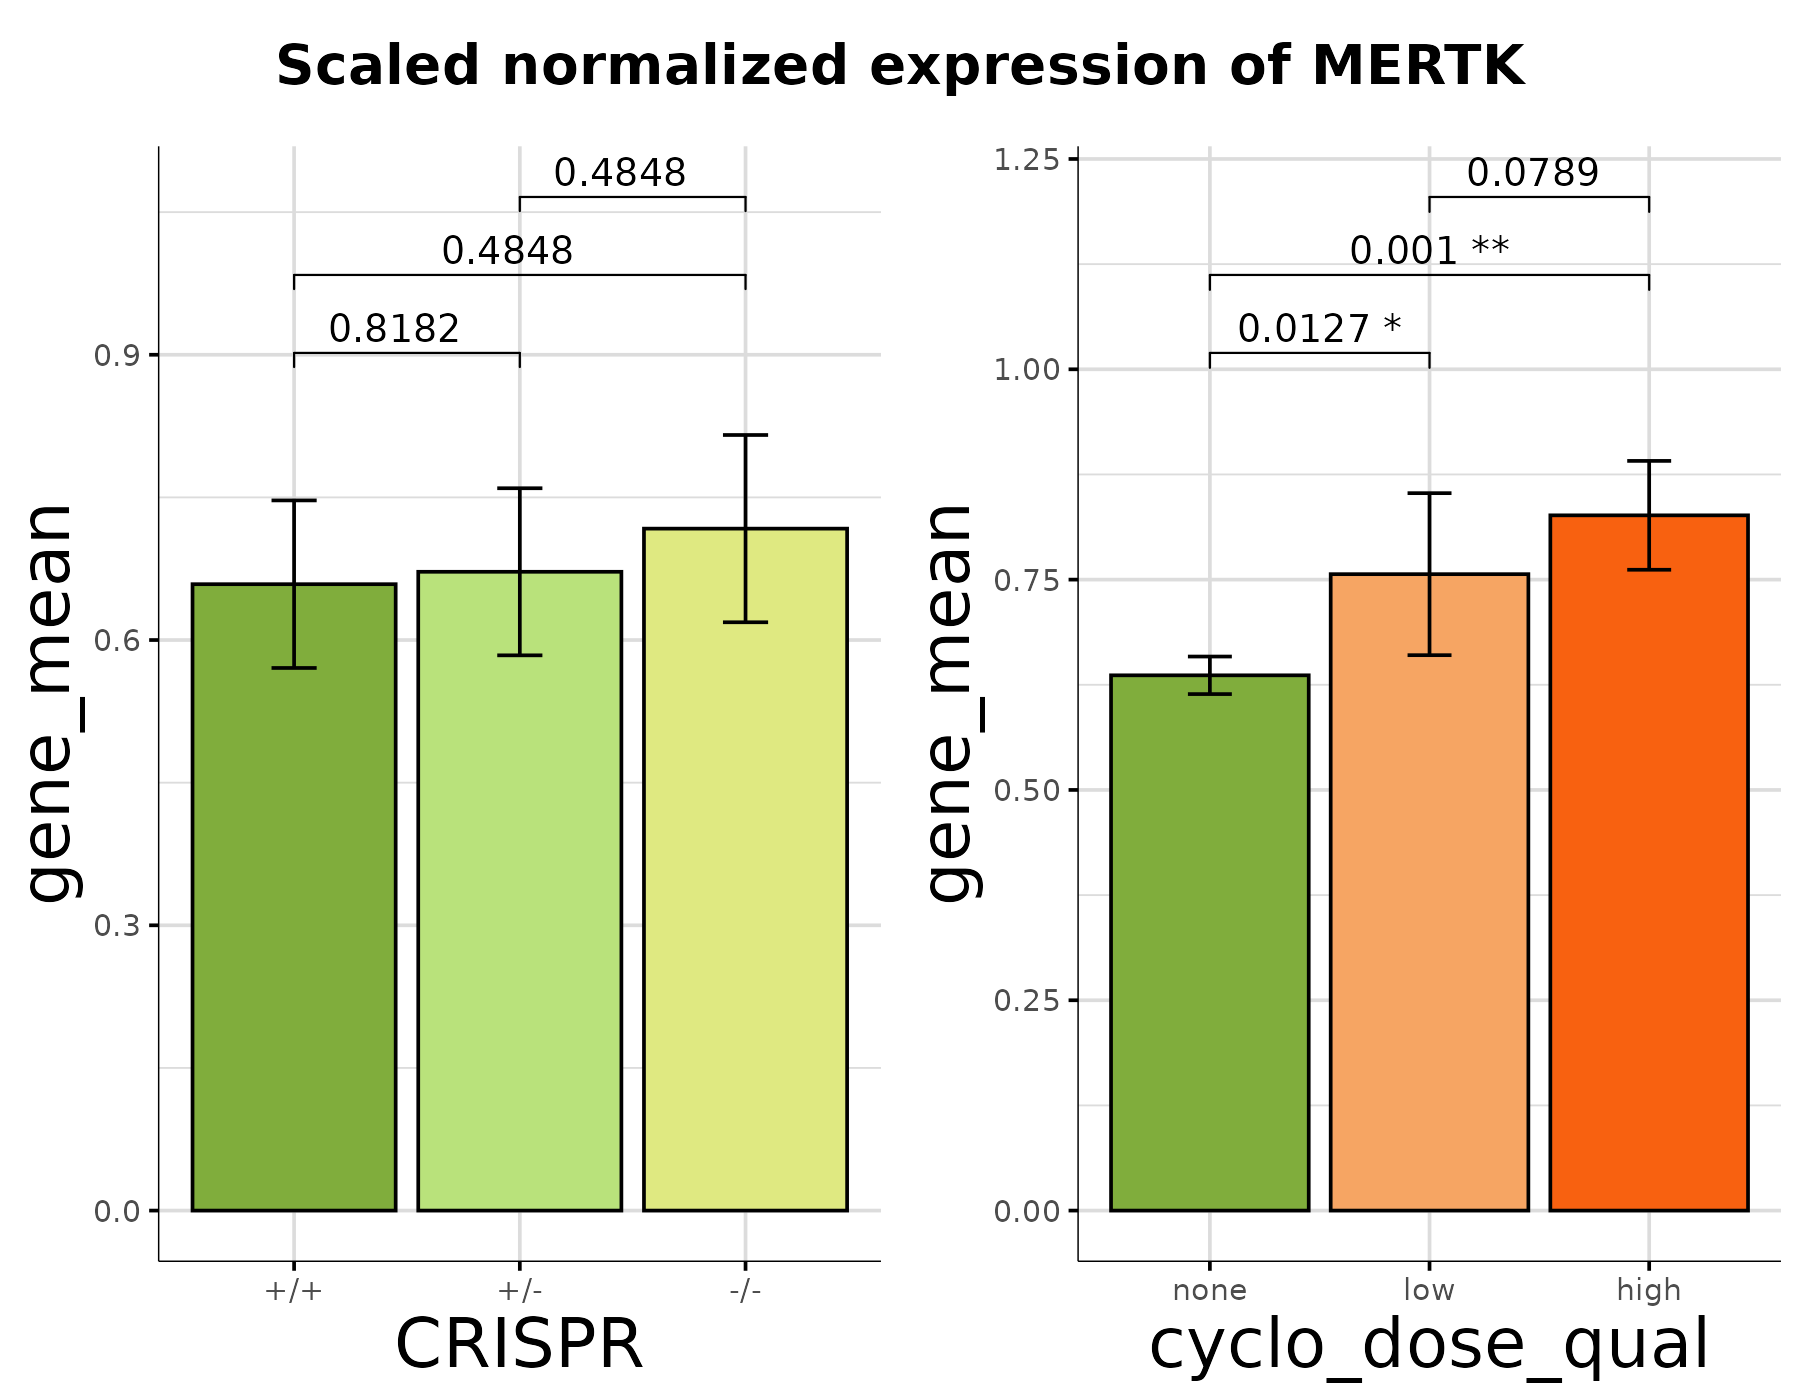 Scaled normalized expression of MERTK
0.4848
0.4848
0.8182
0.9
0.6
0.3
0.0
gene_mean
+/+ +/- -/-
CRISPR
0.0789
0.001 **
0.0127 *
1.25
1.00
0.75
0.50
0.25
0.00
gene_mean
none low high
cyclo_dose_qual